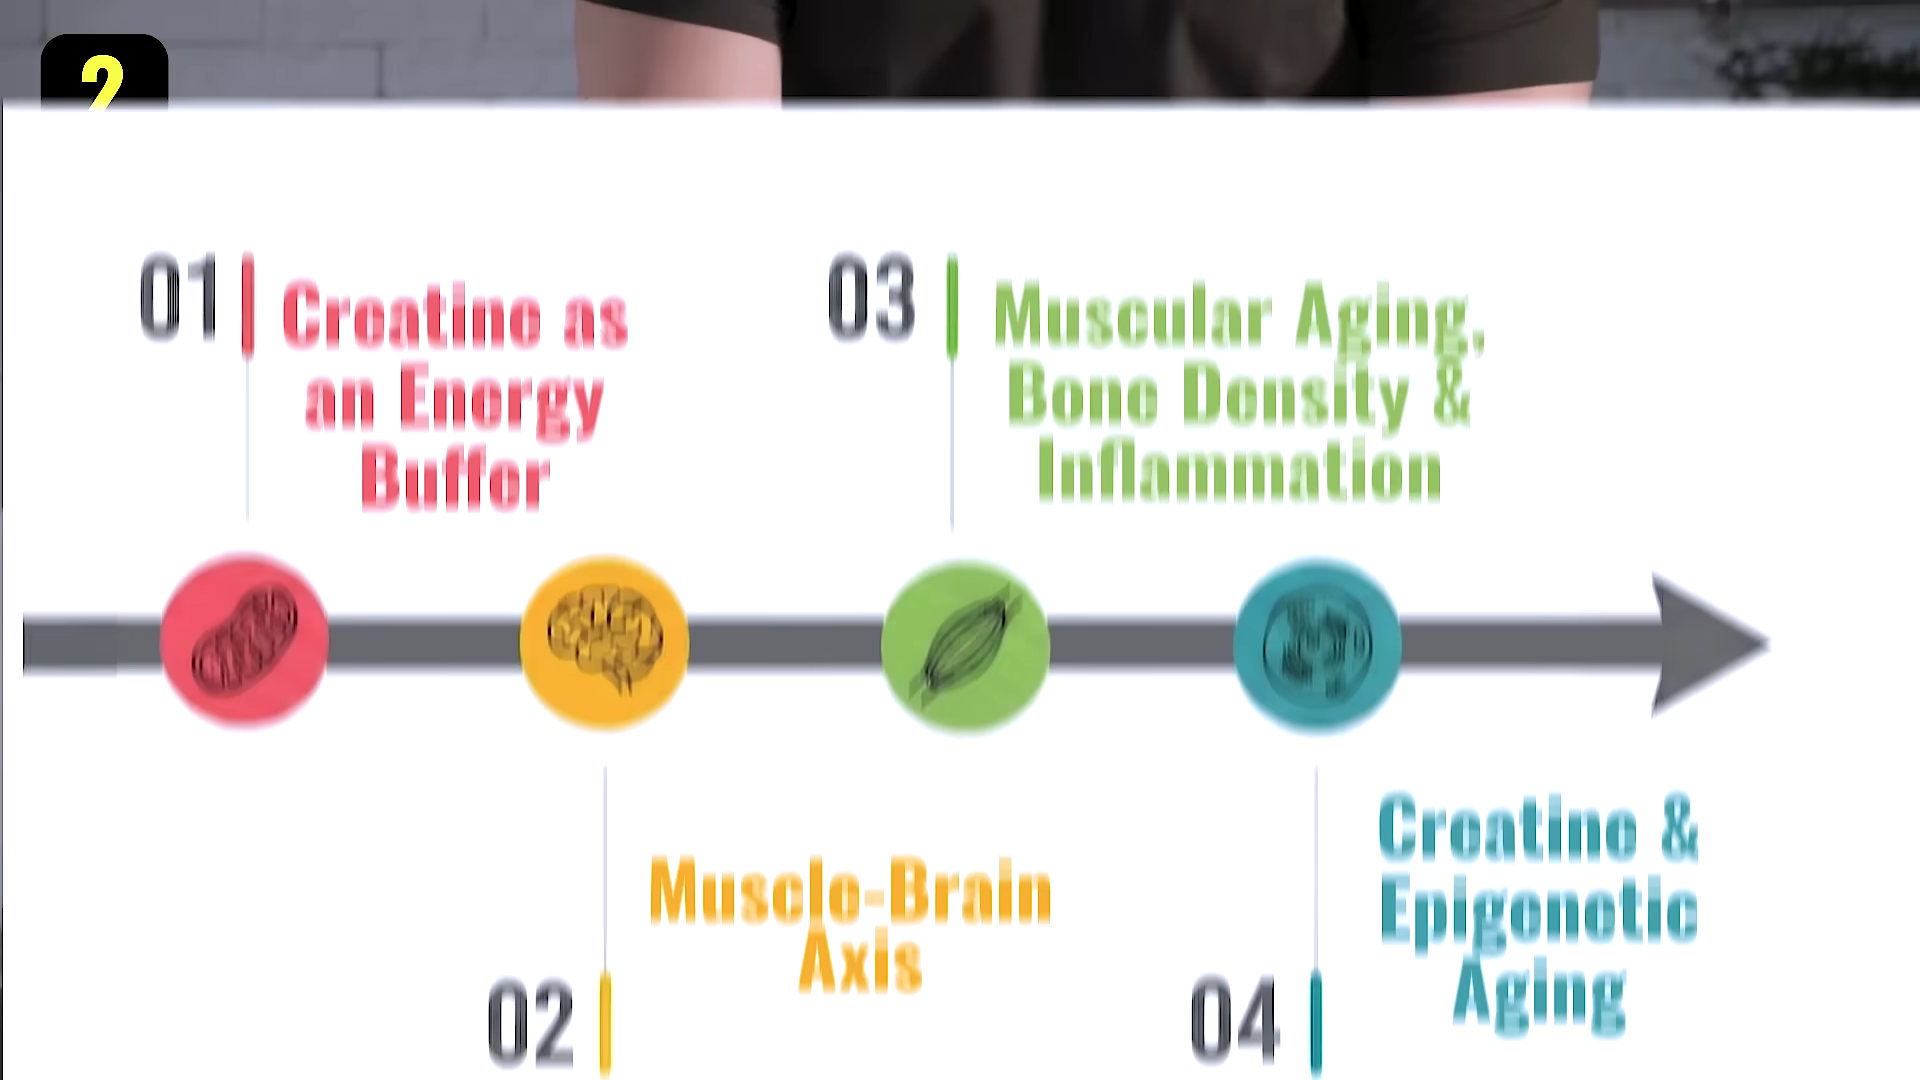 2
01
Creatine as
an Energy
Buffer
03
Muscular Aging,
Bone Density &
Inflammation
Muscle-Brain
Axis
02
Creatine &
Epigenetic
Aging
04